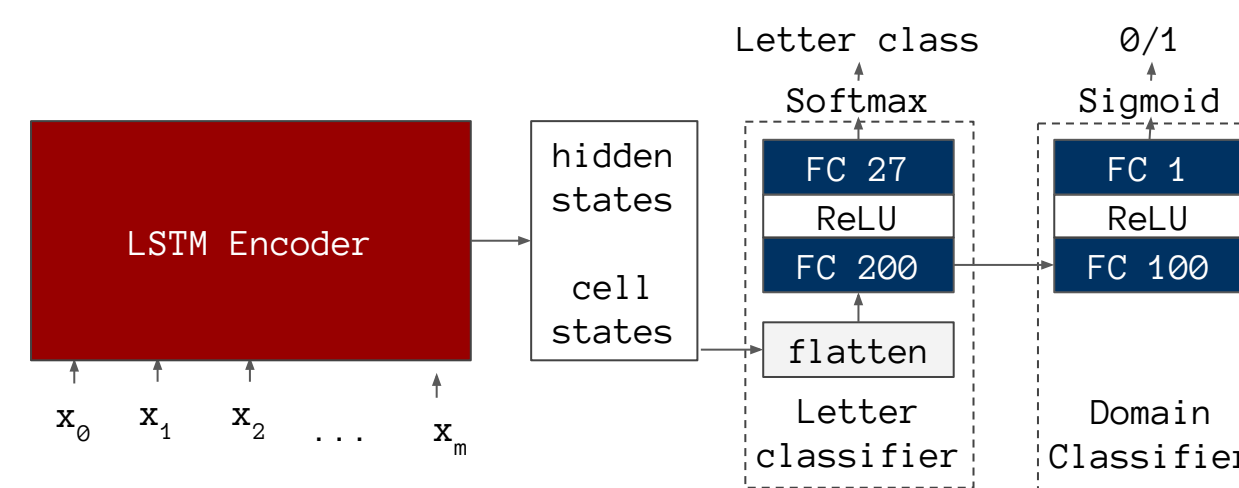 Letter class
0/1
Softmax
Sigmoid
LSTM Encoder
hidden
states
cell
states
FC 27
ReLU
FC 200
flatten
Letter
classifier
FC 1
ReLU
FC 100
Domain
Classifier
x0
x1
x2
...
xm